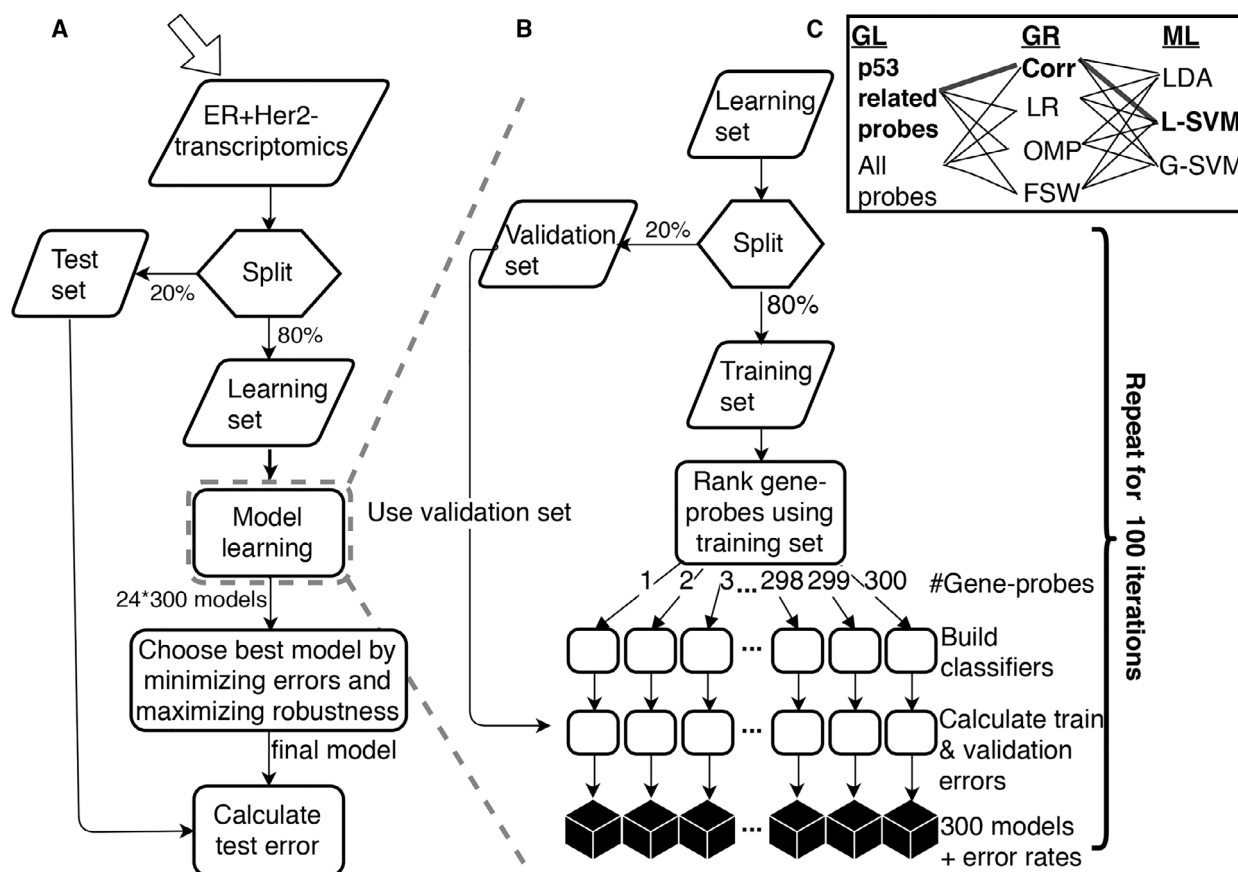 A
ER+Her2-
transcriptomics
Split
20%
Test
set
80%
Learning
set
Model
learning
24*300 models
Choose best model by
minimizing errors and
maximizing robustness
final model
Calculate
test error
B
Learning
set
Split
20%
Validation
set
80%
Training
set
Rank gene-
probes using
training set
Use validation set
1 2 3 ... 298 299 300 #Gene-probes
... Build
classifiers
... Calculate train
& validation
errors
... 300 models
+ error rates
Repeat for 100 iterations
C
GL GR ML
p53
related
probes
All
probes
Corr
LR
OMP
FSW
LDA
L-SVM
G-SVM